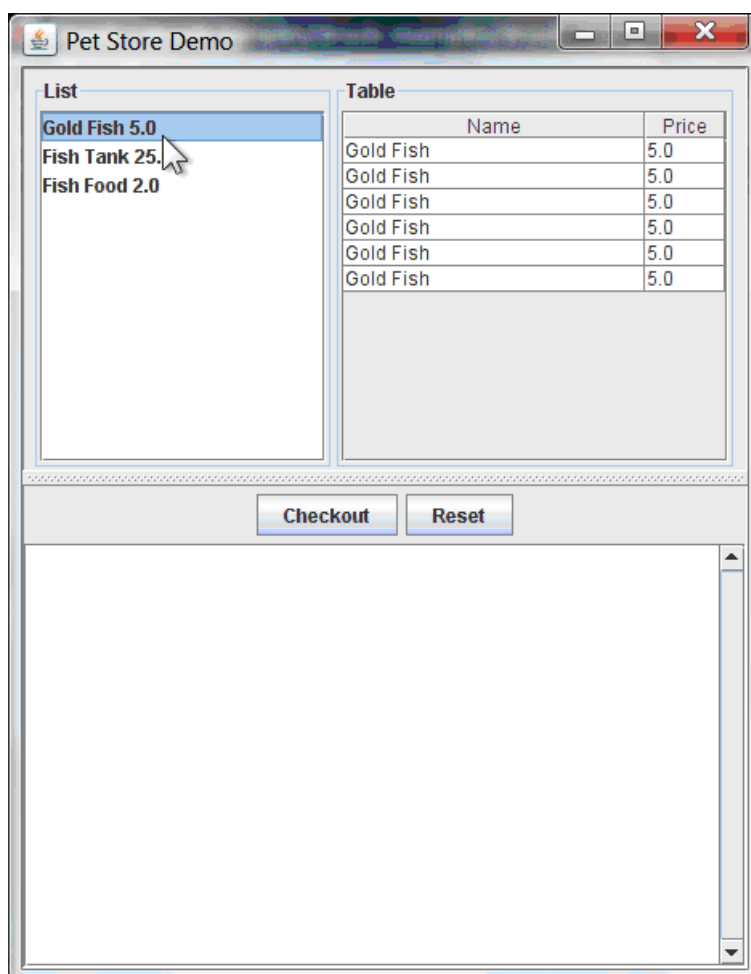 Pet Store Demo
List
Gold Fish 5.0
Fish Tank 25.
Fish Food 2.0
Table
Name Price
Gold Fish 5.0
Gold Fish 5.0
Gold Fish 5.0
Gold Fish 5.0
Gold Fish 5.0
Gold Fish 5.0
Checkout Reset